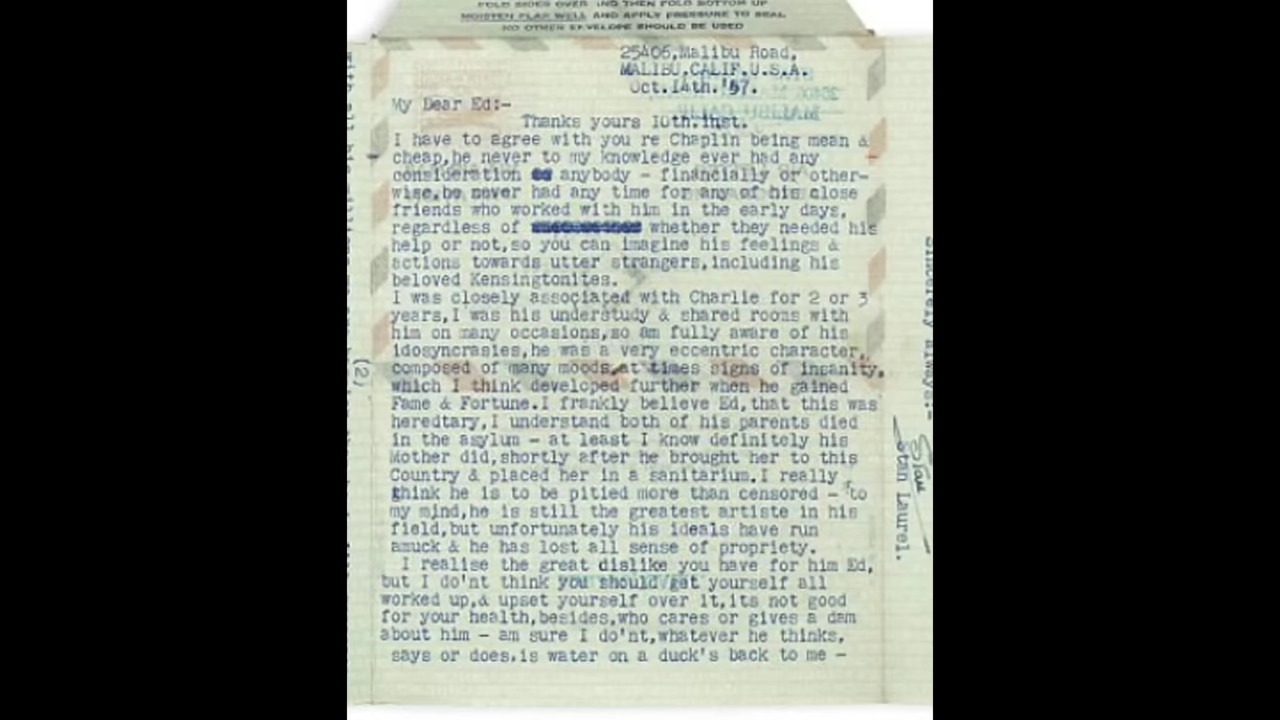 FOLD SIDES OVER AND THEN FOLD BOTTOM UP
MOISTEN FLAP WELL AND APPLY PRESSURE TO SEAL
NO OTHER ENVELOPE SHOULD BE USED
25406,Malibu Road,
MALIBU.CALIF.U.S.A.
Oct.14th.'57.
My Dear Ed:-
Thanks yours 10th.inst.
I have to agree with you re Chaplin being mean &
cheap,he never to my knowledge ever had any
consideration anybody - financially or other-
wise,he never had any time for any of his close
friends who worked with him in the early days,
regardless of whether they needed his
help or not,so you can imagine his feelings &
actions towards utter strangers,including his
beloved Kensingtonites.
I was closely associated with Charlie for 2 or 3
years,I was his understudy & shared rooms with
him on many occasions,so am fully aware of his
idosyncrasies,he was a very eccentric character,
composed of many moods,at times signs of insanity,
which I think developed further when he gained
Fame & Fortune.I frankly believe Ed,that this was
heredtary,I understand both of his parents died
in the asylum - at least I know definitely his
Mother did,shortly after he brought her to this
Country & placed her in a sanitarium.I really
think he is to be pitied more than censored - to
my mind,he is still the greatest artiste in his
field,but unfortunately his ideals have run
amuck & he has lost all sense of propriety.
I realise the great dislike you have for him Ed,
but I do'nt think you should get yourself all
worked up,& upset yourself over it,its not good
for your health,besides,who cares or gives a dam
about him - am sure I do'nt,whatever he thinks,
says or does,is water on a duck's back to me -
(2)
Sincerely always:-
Stan
Stan Laurel.